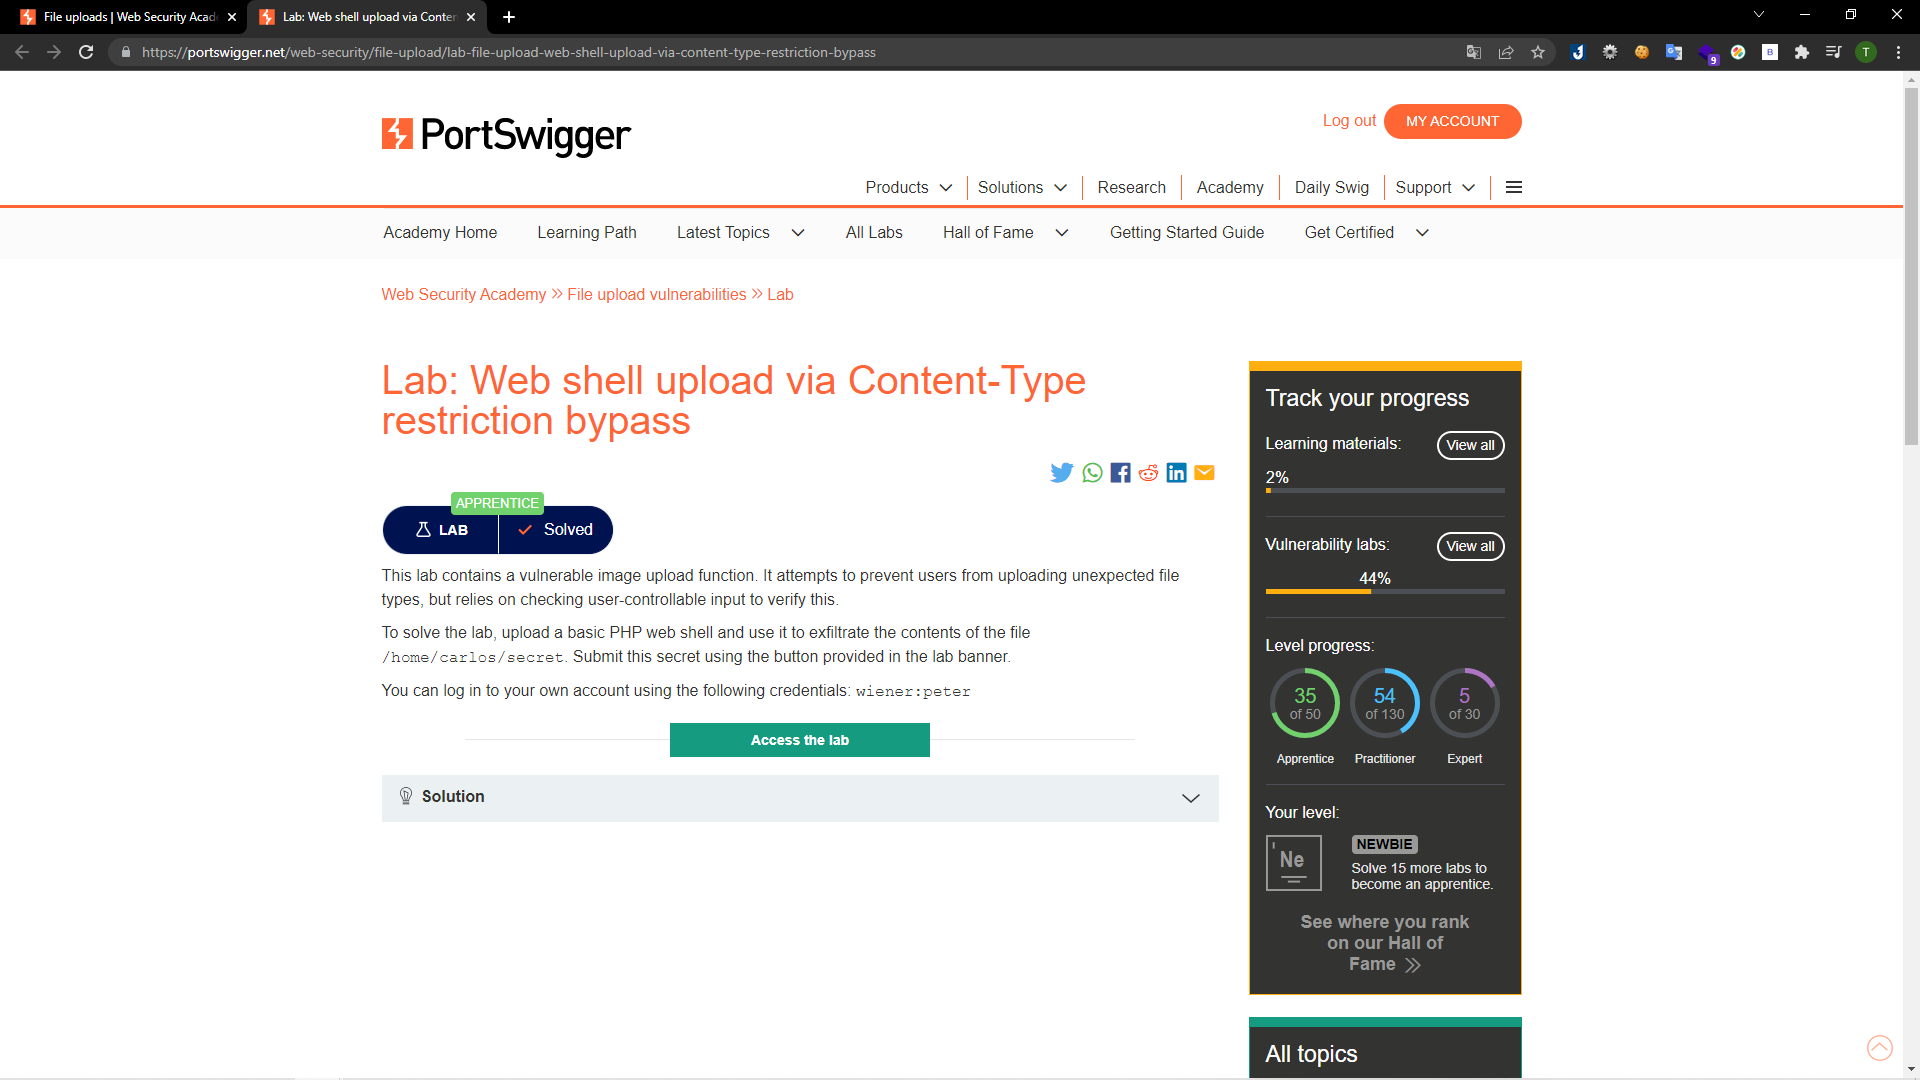 File uploads | Web Security Acad
Lab: Web shell upload via Conten
https://portswigger.net/web-security/file-upload/lab-file-upload-web-shell-upload-via-content-type-restriction-bypass
9
B
T
PortSwigger
Log out
MY ACCOUNT
Products
Solutions
Research
Academy
Daily Swig
Support
Academy Home
Learning Path
Latest Topics
All Labs
Hall of Fame
Getting Started Guide
Get Certified
Web Security Academy » File upload vulnerabilities » Lab
Lab: Web shell upload via Content-Type
restriction bypass
APPRENTICE
LAB
Solved
This lab contains a vulnerable image upload function. It attempts to prevent users from uploading unexpected file
types, but relies on checking user-controllable input to verify this.
To solve the lab, upload a basic PHP web shell and use it to exfiltrate the contents of the file
/home/carlos/secret. Submit this secret using the button provided in the lab banner.
You can log in to your own account using the following credentials: wiener:peter
Access the lab
Solution
Track your progress
Learning materials:
View all
2%
Vulnerability labs:
View all
44%
Level progress:
35
of 50
54
of 130
5
of 30
Apprentice
Practitioner
Expert
Your level:
Ne
NEWBIE
Solve 15 more labs to
become an apprentice.
See where you rank
on our Hall of
Fame »
All topics